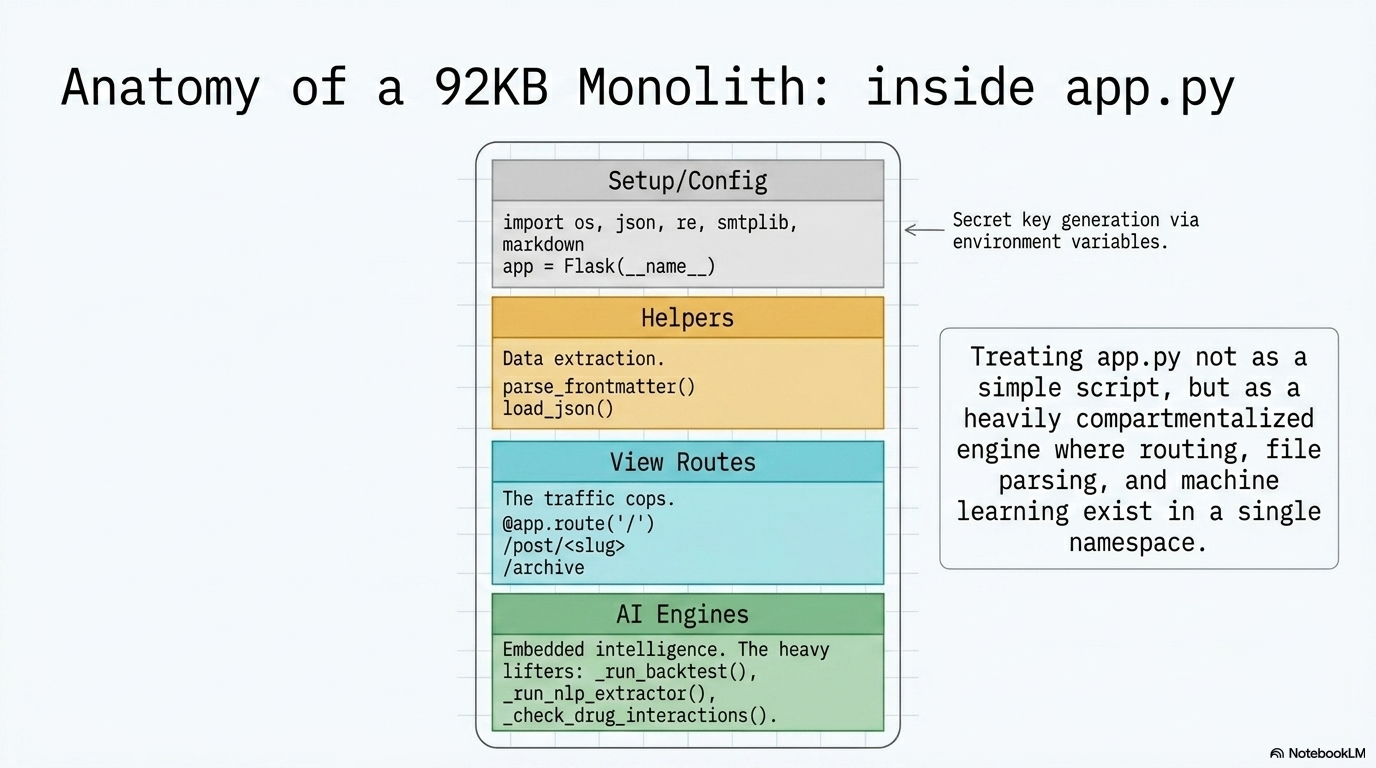 Anatomy of a 92KB Monolith: inside app.py
Setup/Config
import os, json, re, smtplib,
markdown
app = Flask(__name__)
Secret key generation via
environment variables.
Helpers
Data extraction.
parse_frontmatter()
load_json()
View Routes
The traffic cops.
@app.route('/')
/post/<slug>
/archive
AI Engines
Embedded intelligence. The heavy
lifters: _run_backtest(),
_run_nlp_extractor(),
_check_drug_interactions().
Treating app.py not as a
simple script, but as a
heavily compartmentalized
engine where routing, file
parsing, and machine
learning exist in a single
namespace.
NotebookLM